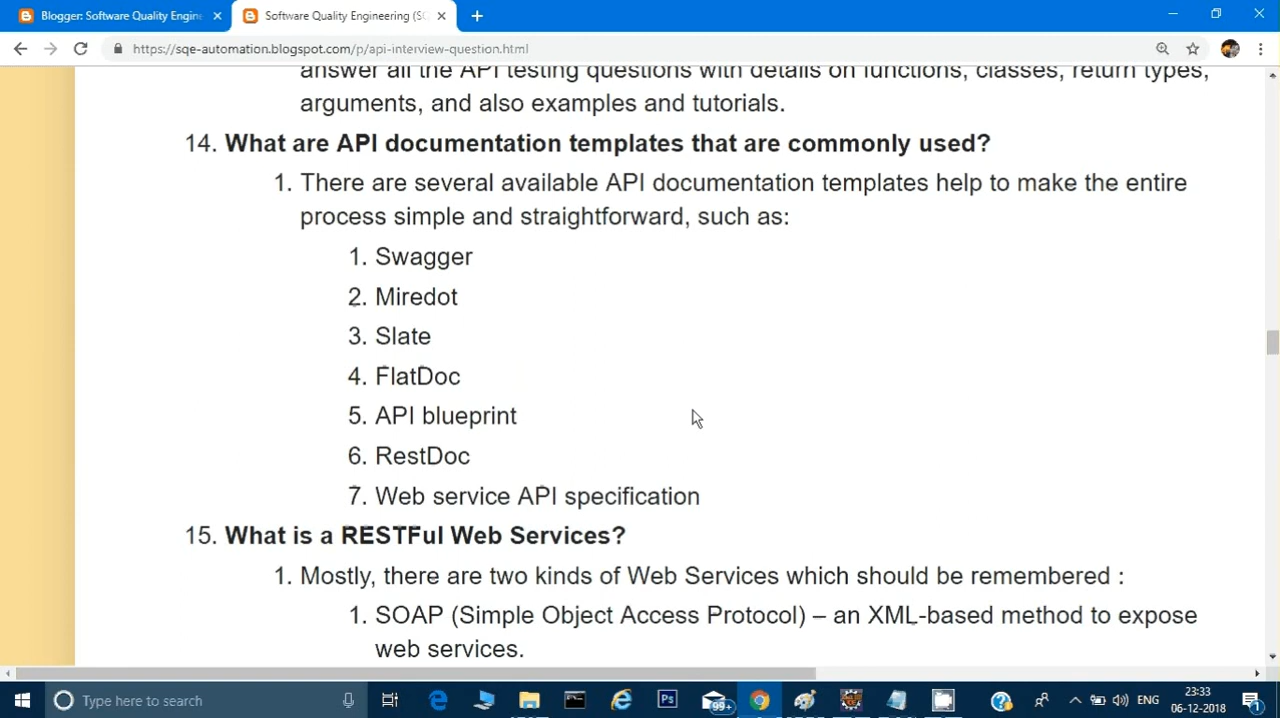 Blogger: Software Quality Engine
Software Quality Engineering (SQ
https://sqe-automation.blogspot.com/p/api-interview-question.html
answer all the API testing questions with details on functions, classes, return types,
arguments, and also examples and tutorials.
14. What are API documentation templates that are commonly used?
1. There are several available API documentation templates help to make the entire
process simple and straightforward, such as:
1. Swagger
2. Miredot
3. Slate
4. FlatDoc
5. API blueprint
6. RestDoc
7. Web service API specification
15. What is a RESTFul Web Services?
1. Mostly, there are two kinds of Web Services which should be remembered :
1. SOAP (Simple Object Access Protocol) – an XML-based method to expose
web services.
Type here to search
Ps
99+
ENG
23:33
06-12-2018
1